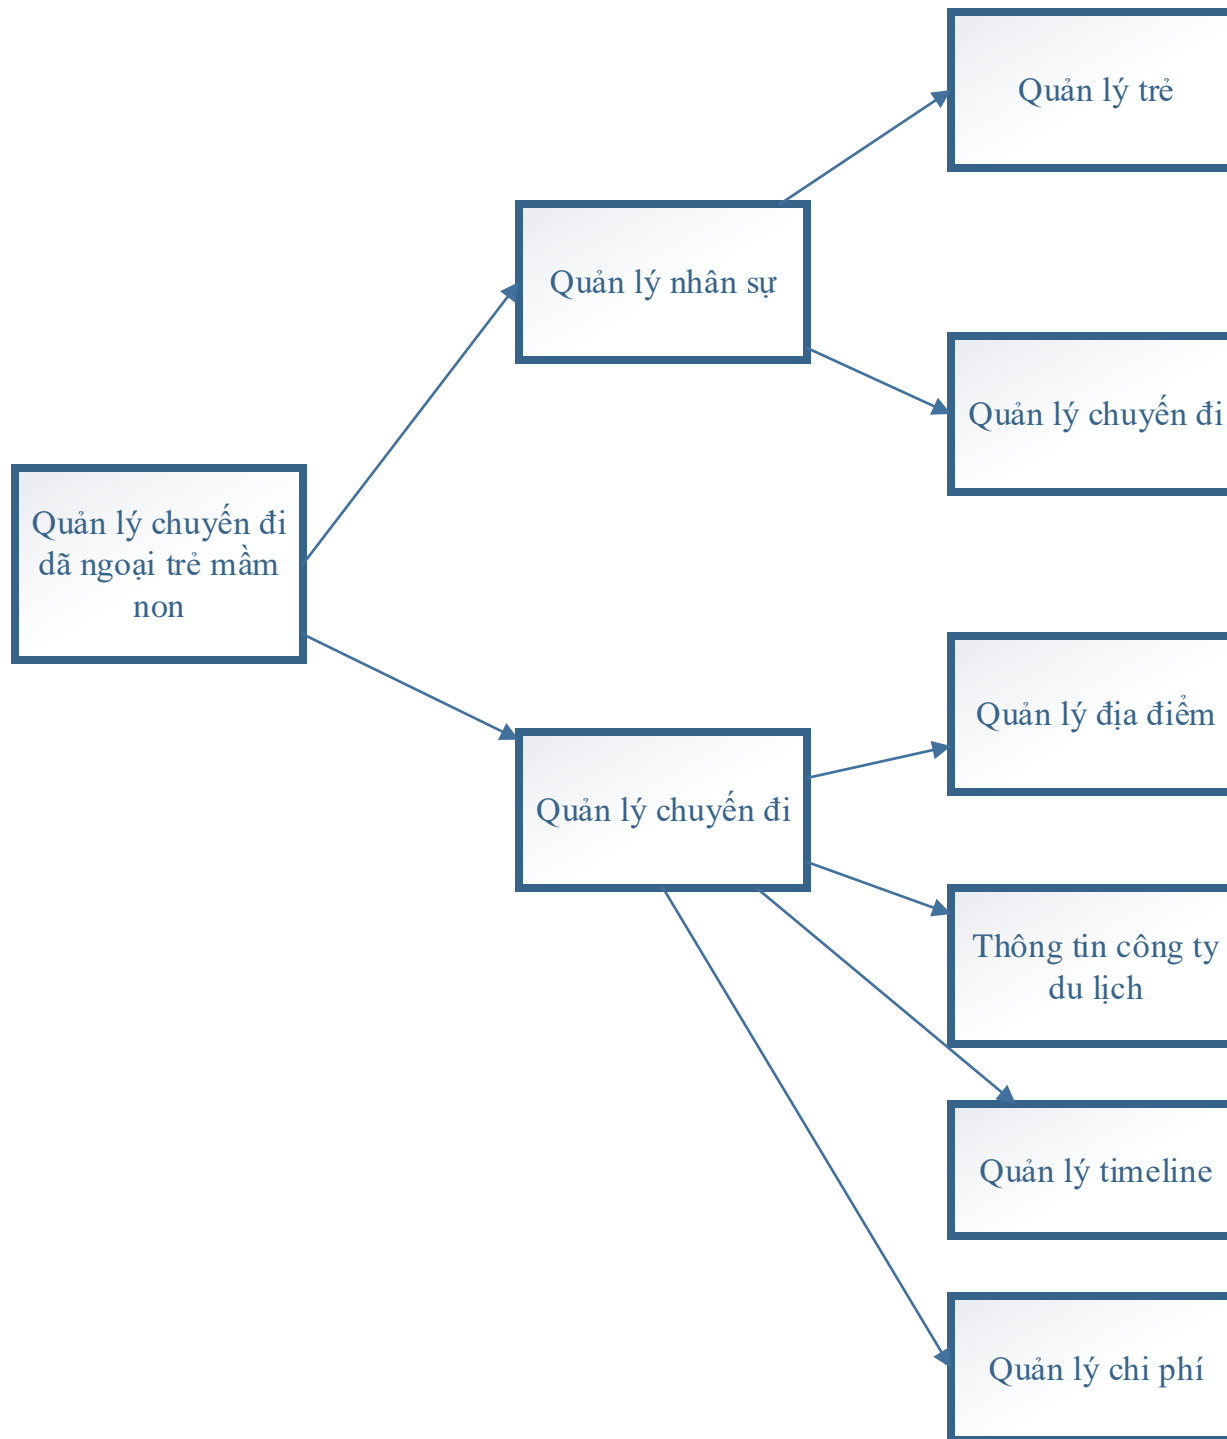 Quản lý trẻ
Quản lý nhân sự
Quản lý chuyến đi
Quản lý chuyến đi
dã ngoại trẻ mầm
non
Quản lý địa điểm
Quản lý chuyến đi
Thông tin công ty
du lịch
Quản lý timeline
Quản lý chi phí